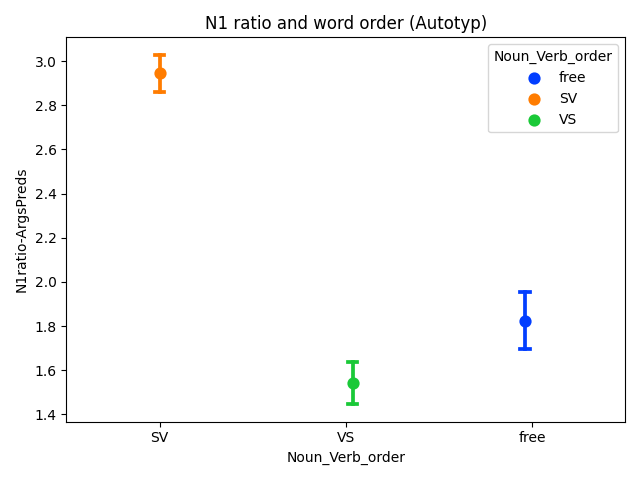 N1 ratio and word order (Autotyp)
Noun_Verb_order
free
SV
VS
N1ratio-ArgsPreds
3.0
2.8
2.6
2.4
2.2
2.0
1.8
1.6
1.4
SV VS free
Noun_Verb_order